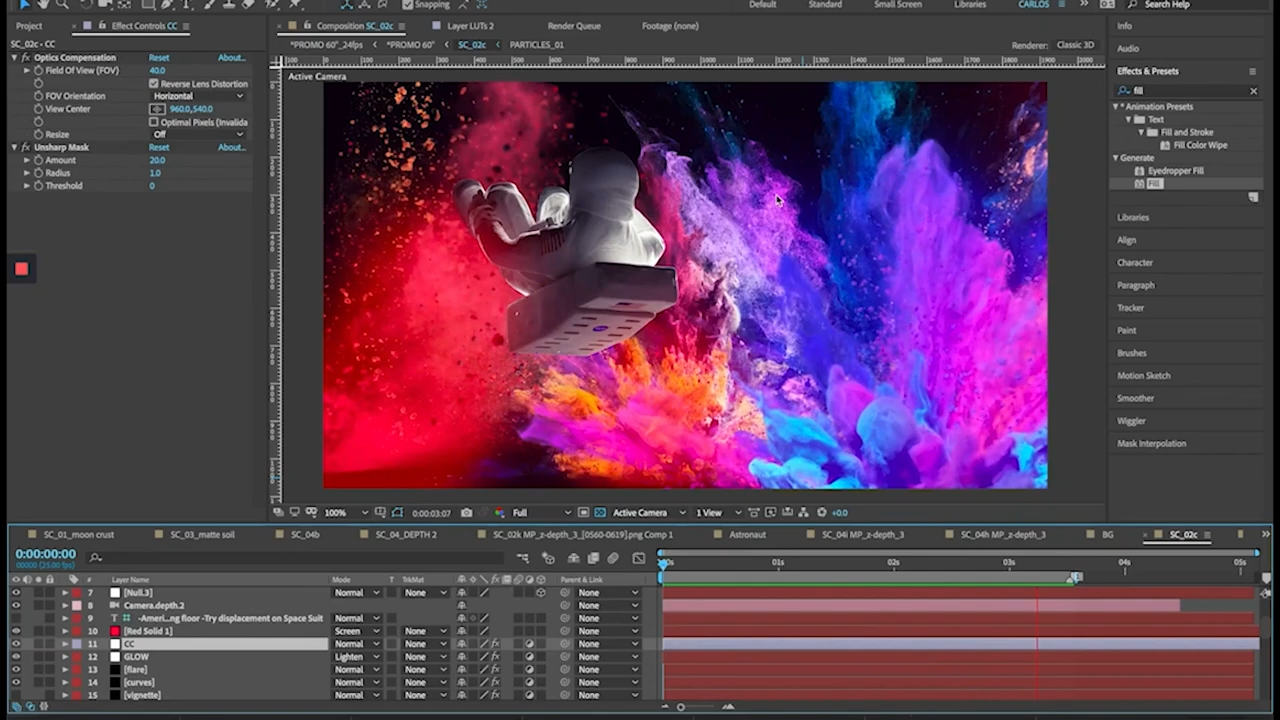 Snapping
Default
Standard
Small Screen
Libraries
CARLOS
Search Help
Project
Effect Controls CC
Composition SC_02c
Layer LUTs 2
Render Queue
Footage (none)
Info
SC_02c - CC
*PROMO 60"_24fps
*PROMO 60"
SC_02c
PARTICLES_01
Renderer: Classic 3D
Audio
fx Optics Compensation Reset About...
Field Of View (FOV) 40.0
Reverse Lens Distortion
FOV Orientation Horizontal
View Center 960.0,540.0
Optimal Pixels (Invalida
Resize Off
fx Unsharp Mask Reset About...
Amount 20.0
Radius 1.0
Threshold 0
Active Camera
Effects & Presets
fill
* Animation Presets
Text
Fill and Stroke
Fill Color Wipe
Generate
Eyedropper Fill
Fill
Libraries
Align
Character
Paragraph
Tracker
Paint
Brushes
Motion Sketch
Smoother
Wiggler
Mask Interpolation
100% 0:00:03:07 Full Active Camera 1 View +0.0
SC_01_moon crust
SC_03_matte soil
SC_04b
SC_04_DEPTH 2
SC_02k MP_z-depth_3_[0560-0619].png Comp 1
Astronaut
SC_04i MP_z-depth_3
SC_04h MP_z-depth_3
BG
SC_02c
0:00:00:00
00000 (25.00 fps)
01s 02s 03s 04s 05s
# Layer Name Mode T TrkMat Parent & Link
7 [Null.3] Normal None None
8 Camera.depth.2 None
9 T -Ameri...ng floor -Try displacement on Space Suit Normal None
10 [Red Solid 1] Screen None None
11 CC Normal None None
12 GLOW Lighten None None
13 [flare] Normal None None
14 [curves] Normal None None
15 [vignette] Normal None None